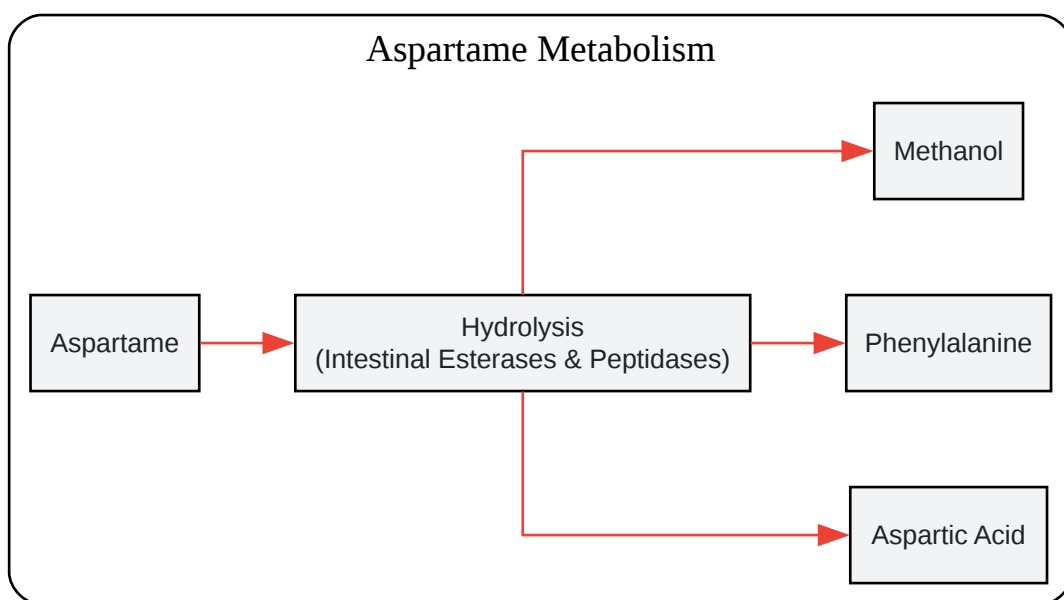 Aspartame Metabolism
Methanol
Aspartame
Hydrolysis
(Intestinal Esterases & Peptidases)
Phenylalanine
Aspartic Acid